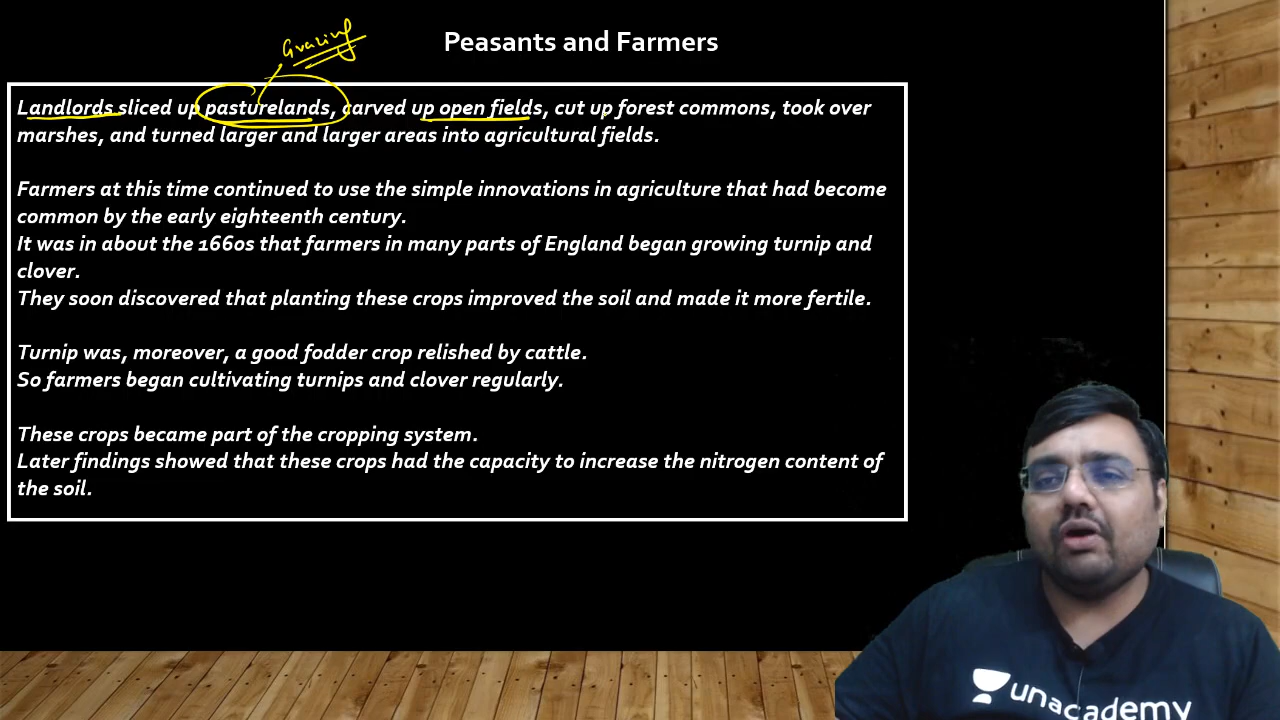 Grazing
Peasants and Farmers
Landlords sliced up pasturelands, carved up open fields, cut up forest commons, took over
marshes, and turned larger and larger areas into agricultural fields.
Farmers at this time continued to use the simple innovations in agriculture that had become
common by the early eighteenth century.
It was in about the 1660s that farmers in many parts of England began growing turnip and
clover.
They soon discovered that planting these crops improved the soil and made it more fertile.
Turnip was, moreover, a good fodder crop relished by cattle.
So farmers began cultivating turnips and clover regularly.
These crops became part of the cropping system.
Later findings showed that these crops had the capacity to increase the nitrogen content of
the soil.
unacademy